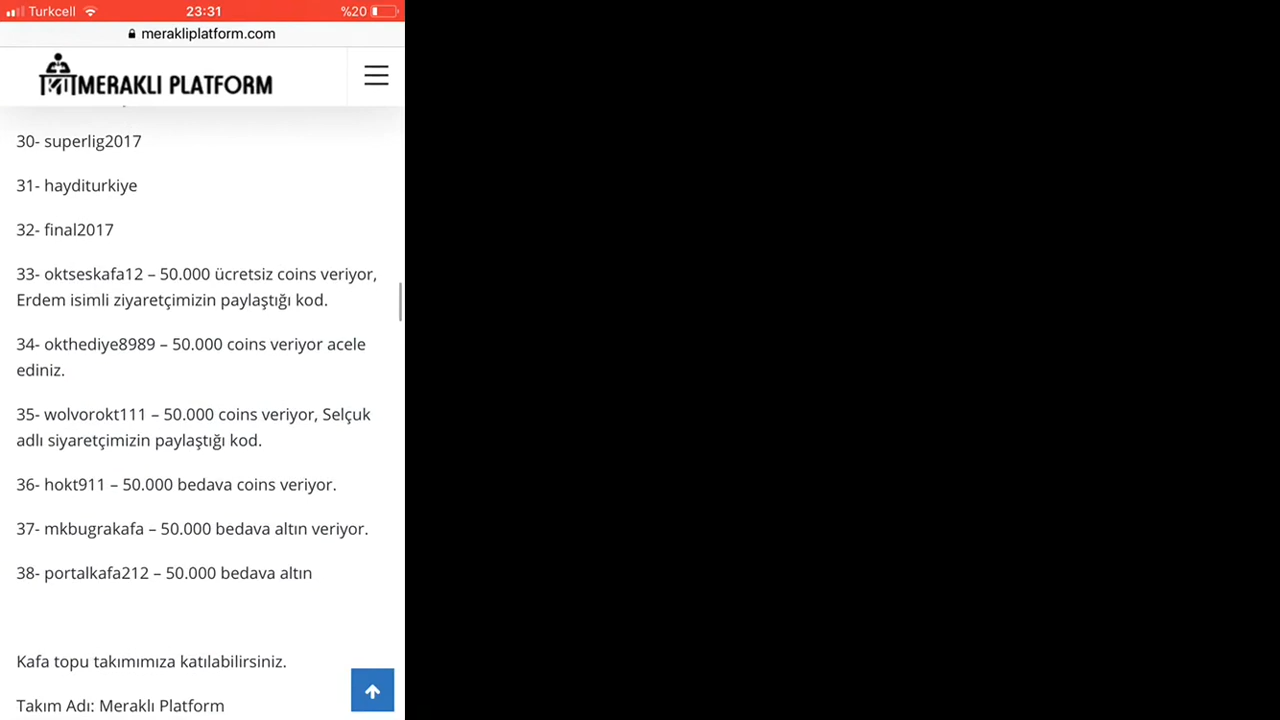 Turkcell 23:31 %20
merakliplatform.com
MERAKLI PLATFORM
30- superlig2017
31- hayditurkiye
32- final2017
33- oktseskafa12 – 50.000 ücretsiz coins veriyor,
Erdem isimli ziyaretçimizin paylaştığı kod.
34- okthediye8989 – 50.000 coins veriyor acele
ediniz.
35- wolvorokt111 – 50.000 coins veriyor, Selçuk
adlı siyaretçimizin paylaştığı kod.
36- hokt911 – 50.000 bedava coins veriyor.
37- mkbugrakafa – 50.000 bedava altın veriyor.
38- portalkafa212 – 50.000 bedava altın
Kafa topu takımımıza katılabilirsiniz.
Takım Adı: Meraklı Platform